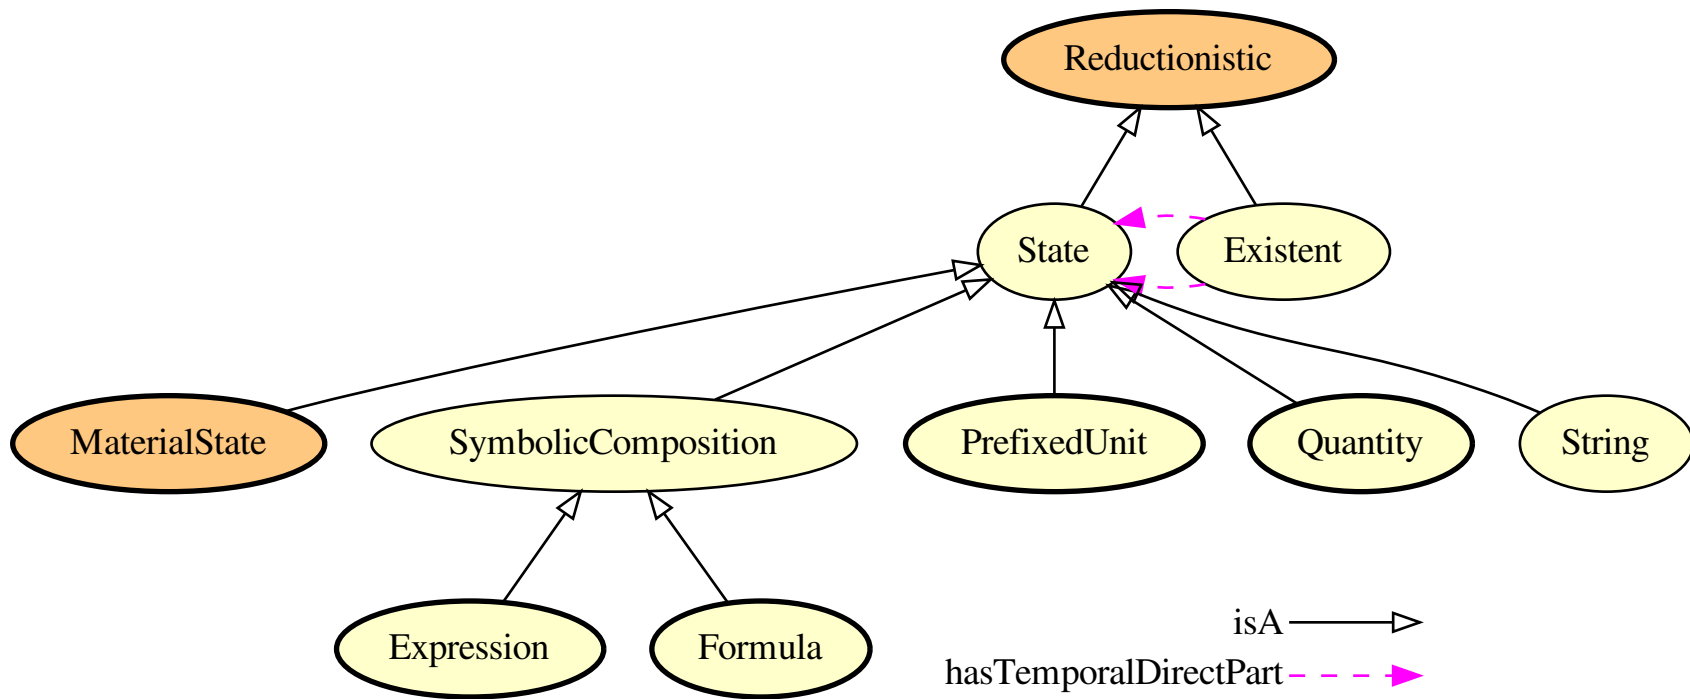 Reductionistic
State
Existent
MaterialState
SymbolicComposition
PrefixedUnit
Quantity
String
Expression
Formula
isA
hasTemporalDirectPart